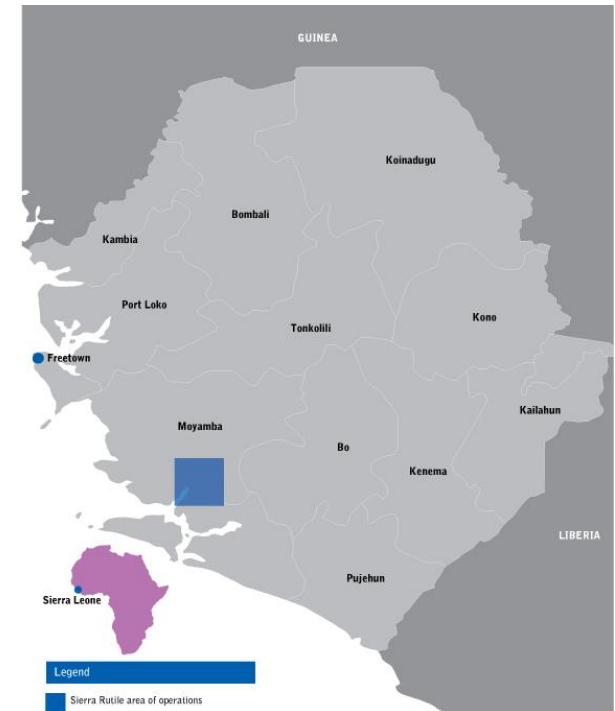 GUINEA
Koinadugu
Bombali
Kambia
Port Loko
Kono
Tonkolili
Freetown
Kailahun
Moyamba
Bo
Kenema
LIBERIA
Pujehun
Sierra Leone
Legend
Sierra Rutile area of operations